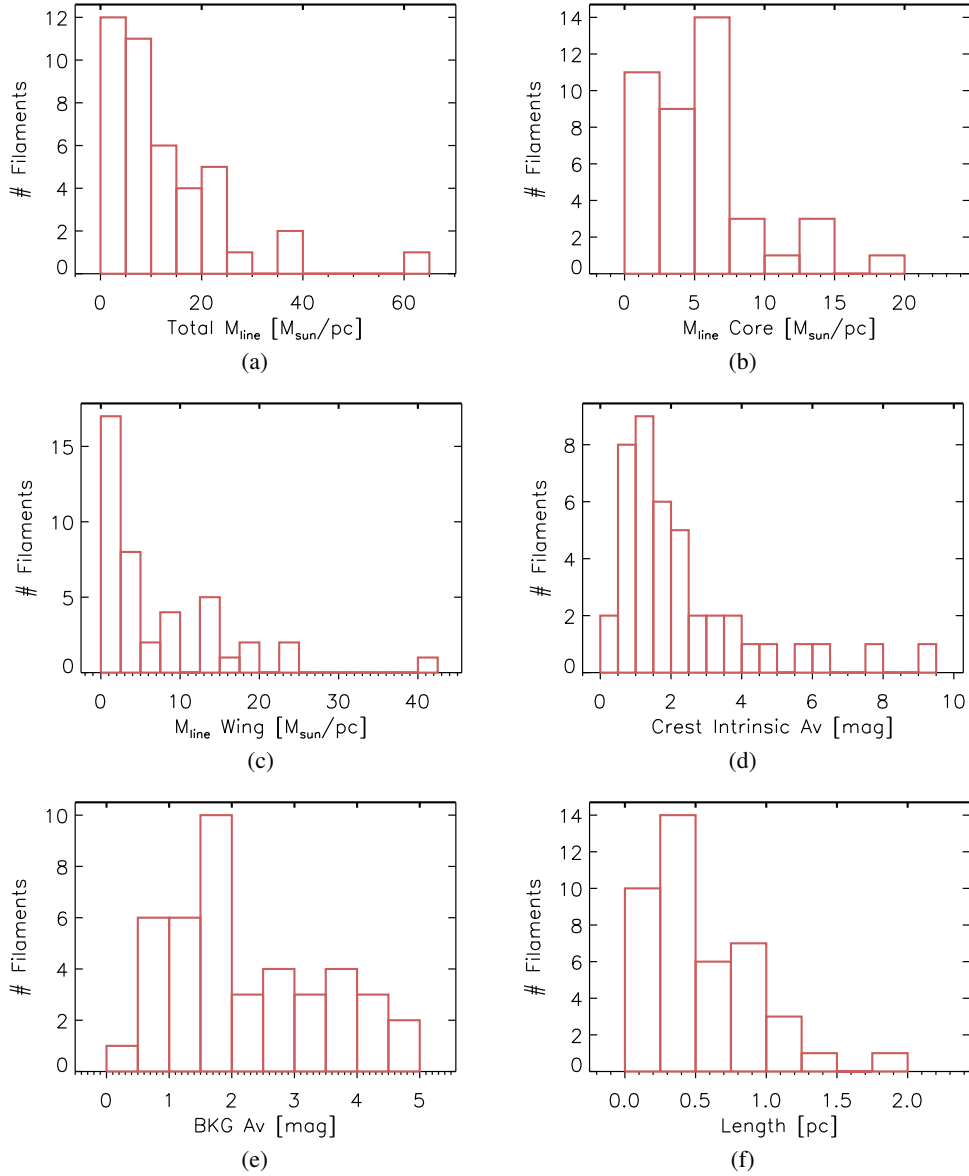 12
10
8
6
4
2
0
# Filaments
0 20 40 60
Total M_line [M_sun/pc]
(a)
14
12
10
8
6
4
2
0
# Filaments
0 5 10 15 20
M_line Core [M_sun/pc]
(b)
15
10
5
0
# Filaments
0 10 20 30 40
M_line Wing [M_sun/pc]
(c)
8
6
4
2
0
# Filaments
0 2 4 6 8 10
Crest Intrinsic Av [mag]
(d)
10
8
6
4
2
0
# Filaments
0 1 2 3 4 5
BKG Av [mag]
(e)
14
12
10
8
6
4
2
0
# Filaments
0.0 0.5 1.0 1.5 2.0
Length [pc]
(f)